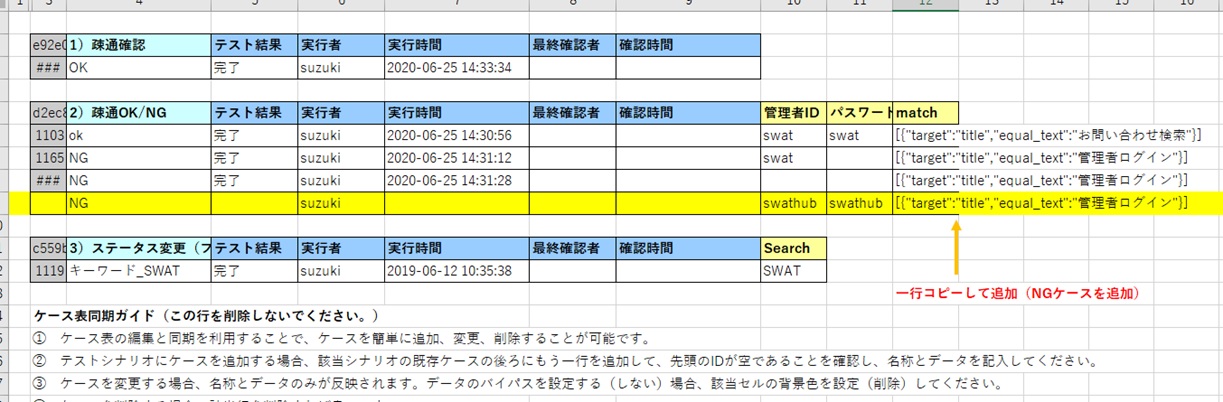 1 3 4 5 6 7 8 9 10 11 12 13 14 15 16
e92e0 1）疎通確認 テスト結果 実行者 実行時間 最終確認者 確認時間
### OK 完了 suzuki 2020-06-25 14:33:34
d2ec8 2）疎通OK/NG テスト結果 実行者 実行時間 最終確認者 確認時間 管理者ID パスワート match
1103 ok 完了 suzuki 2020-06-25 14:30:56 swat swat [{"target":"title","equal_text":"お問い合わせ検索"}]
1165 NG 完了 suzuki 2020-06-25 14:31:12 swat [{"target":"title","equal_text":"管理者ログイン"}]
### NG 完了 suzuki 2020-06-25 14:31:28 [{"target":"title","equal_text":"管理者ログイン"}]
NG suzuki swathub swathub [{"target":"title","equal_text":"管理者ログイン"}]
c559b 3）ステータス変更（フ テスト結果 実行者 実行時間 最終確認者 確認時間 Search
1119 キーワード_SWAT 完了 suzuki 2019-06-12 10:35:38 SWAT
一行コピーして追加（NGケースを追加）
ケース表同期ガイド（この行を削除しないでください。）
① ケース表の編集と同期を利用することで、ケースを簡単に追加、変更、削除することが可能です。
② テストシナリオにケースを追加する場合、該当シナリオの既存ケースの後ろにもう一行を追加して、先頭のIDが空であることを確認し、名称とデータを記入してください。
③ ケースを変更する場合、名称とデータのみが反映されます。データのバイパスを設定する（しない）場合、該当セルの背景色を設定（削除）してください。